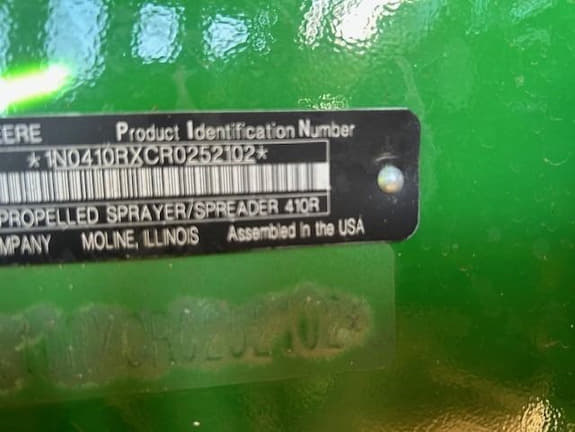 EERE Product Identification Number
*1N0410RXCR0252102*
PROPELLED SPRAYER/SPREADER 410R
MPANY MOLINE, ILLINOIS Assembled in the USA